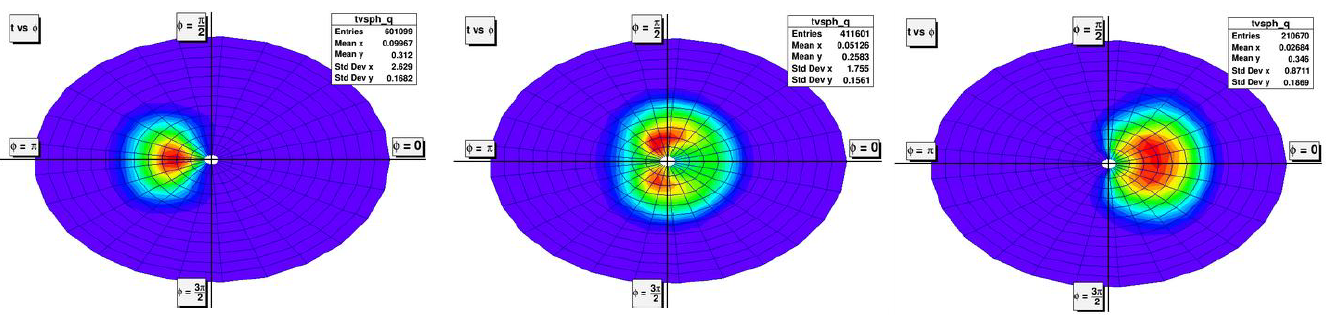 t vs ϕ
ϕ = π/2
tvsph_q
Entries 601099
Mean x 0.09967
Mean y 0.312
Std Dev x 2.629
Std Dev y 0.1682
ϕ = π
ϕ = 0
ϕ = 3π/2
t vs ϕ
ϕ = π/2
tvsph_q
Entries 411601
Mean x 0.05126
Mean y 0.2583
Std Dev x 1.755
Std Dev y 0.1561
ϕ = π
ϕ = 0
ϕ = 3π/2
t vs ϕ
ϕ = π/2
tvsph_q
Entries 210670
Mean x 0.02684
Mean y 0.346
Std Dev x 0.8711
Std Dev y 0.1869
ϕ = π
ϕ = 0
ϕ = 3π/2